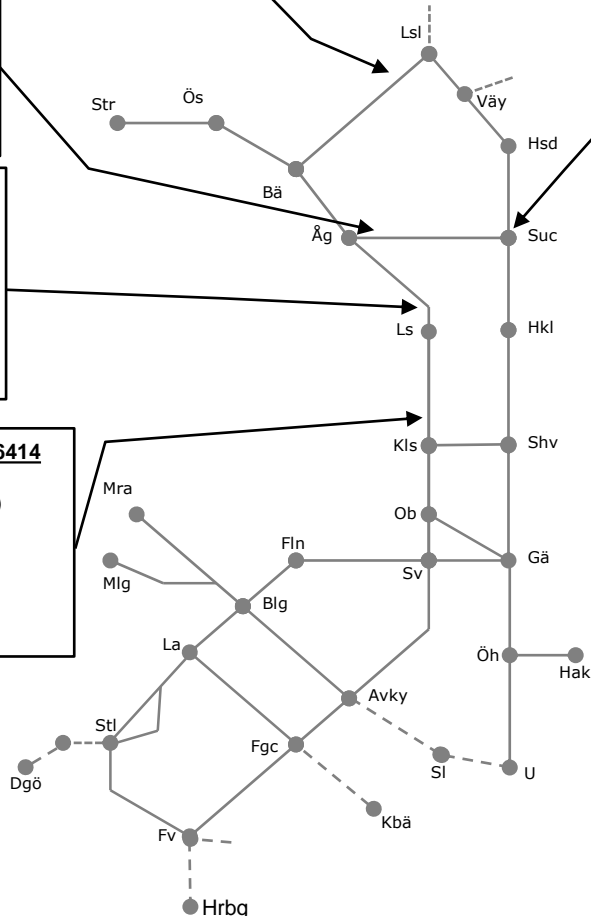 Lsl
Väy
Str
Ös
Hsd
Bä
Åg
Suc
Ls
Hkl
6414
Kls
Shv
Mra
Ob
Fln
Mlg
Sv
Gä
Blg
La
Öh
Hak
Avky
Stl
Fgc
Sl
U
Dgö
Kbä
Fv
Hrbg